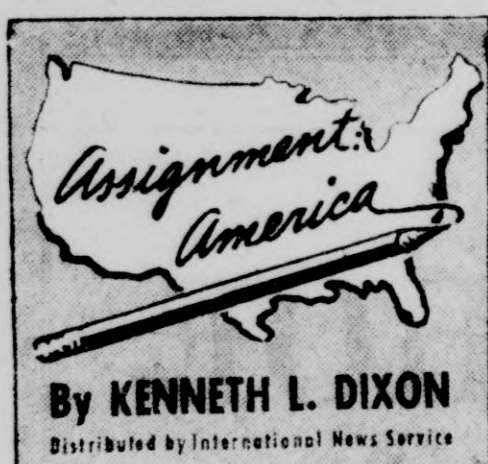 Assignment:
America
By KENNETH L. DIXON
Distributed by International News Service